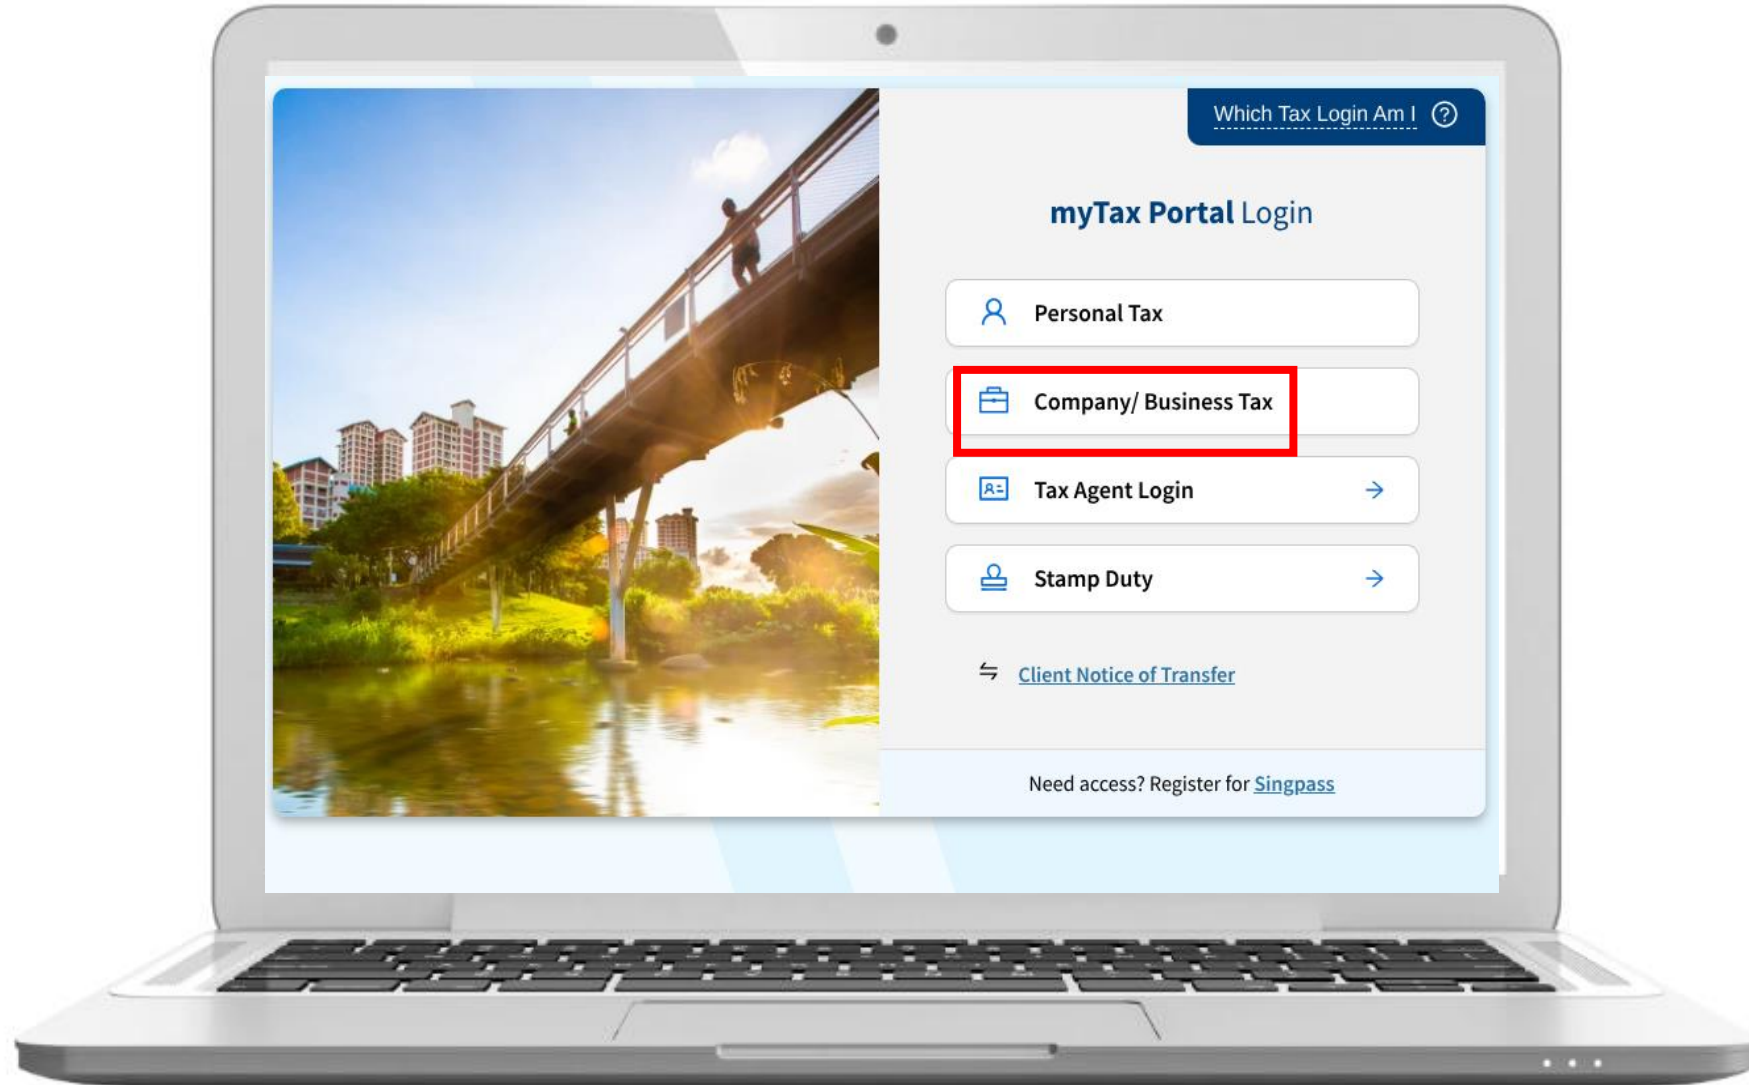 Which Tax Login Am I
myTax Portal Login
Personal Tax
Company/ Business Tax
Tax Agent Login
Stamp Duty
Client Notice of Transfer
Need access? Register for Singpass